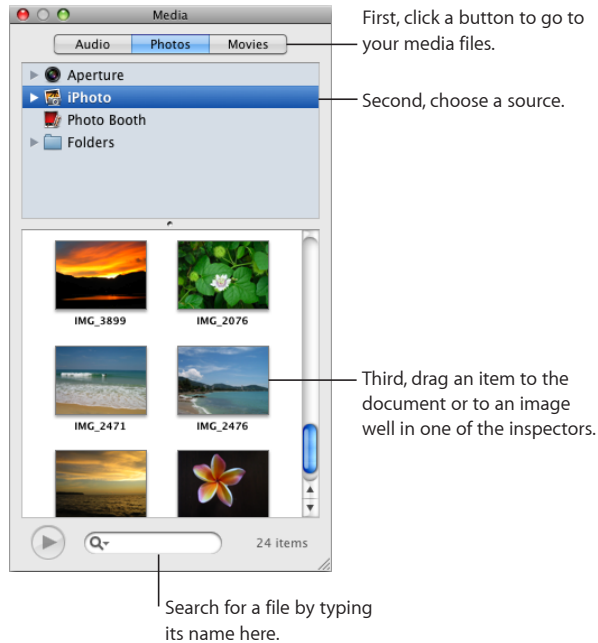 Media
First, click a button to go to
your media files.
Audio Photos Movies
Aperture
iPhoto
Second, choose a source.
Photo Booth
Folders
IMG_3899 IMG_2076
Third, drag an item to the
document or to an image
well in one of the inspectors.
IMG_2471 IMG_2476
24 items
Search for a file by typing
its name here.